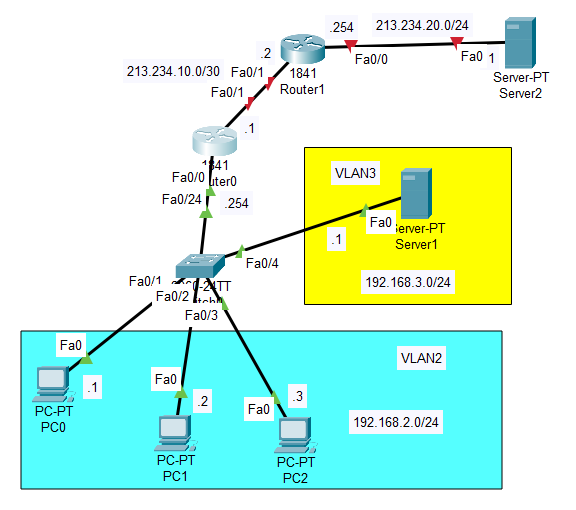 213.234.20.0/24
.254
.2
Fa0/0
Fa0
1
1841
Router1
Server-PT
Server2
213.234.10.0/30
Fa0/1
Fa0/1
.1
Fa0/0
Fa0/24
.254
VLAN3
Fa0
Server1
.1
192.168.3.0/24
Fa0/4
Fa0/1
Fa0/2
Fa0/3
VLAN2
Fa0
.1
PC-PT
PC0
Fa0
.2
PC-PT
PC1
.3
Fa0
PC-PT
PC2
192.168.2.0/24